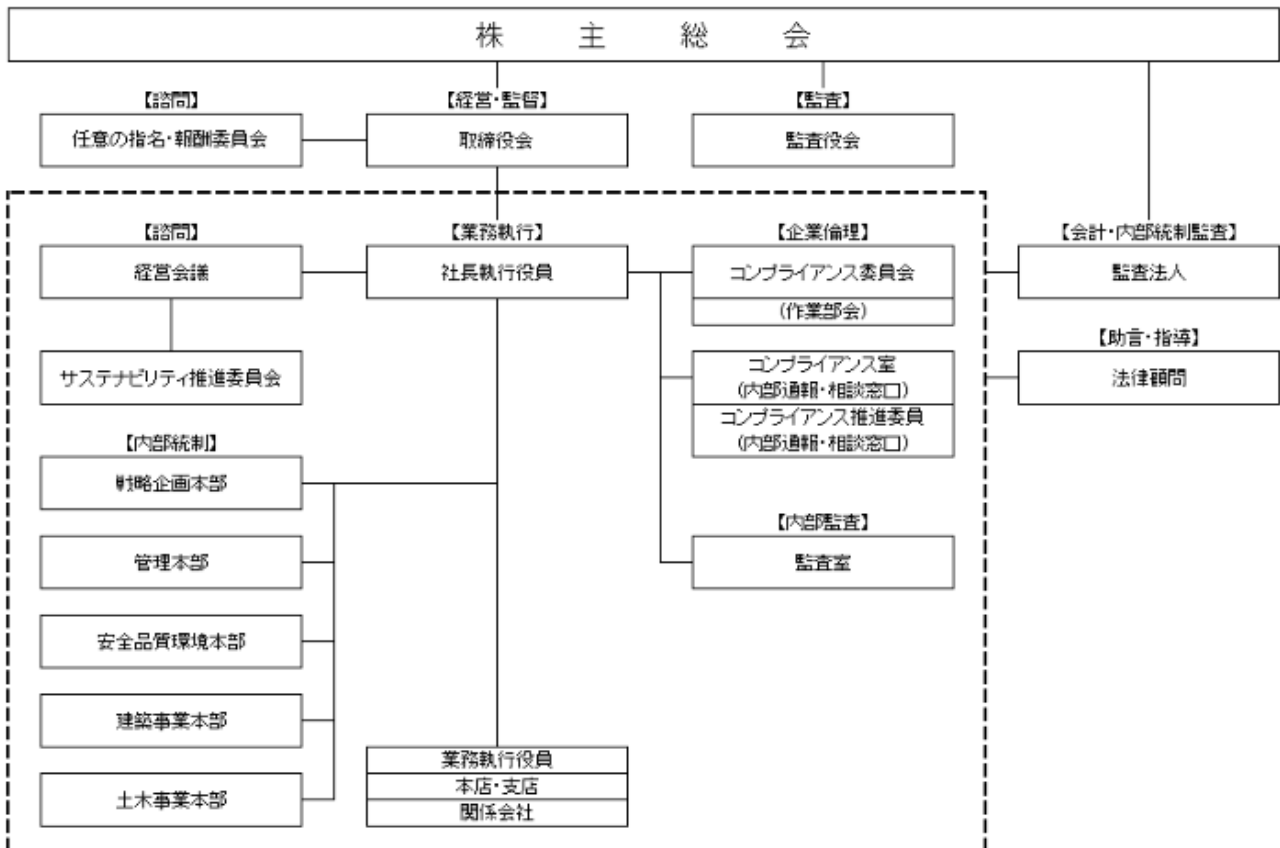 株主総会
【諮問】
任意の指名・報酬委員会
【経営・監督】
取締役会
【監査】
監査役会
【諮問】
経営会議
サステナビリティ推進委員会
【業務執行】
社長執行役員
【企業倫理】
コンプライアンス委員会
(作業部会)
コンプライアンス室
(内部通報・相談窓口)
コンプライアンス推進委員
(内部通報・相談窓口)
【会計・内部統制監査】
監査法人
【助言・指導】
法律顧問
【内部統制】
戦略企画本部
管理本部
安全品質環境本部
建築事業本部
土木事業本部
【内部監査】
監査室
業務執行役員
本店・支店
関係会社